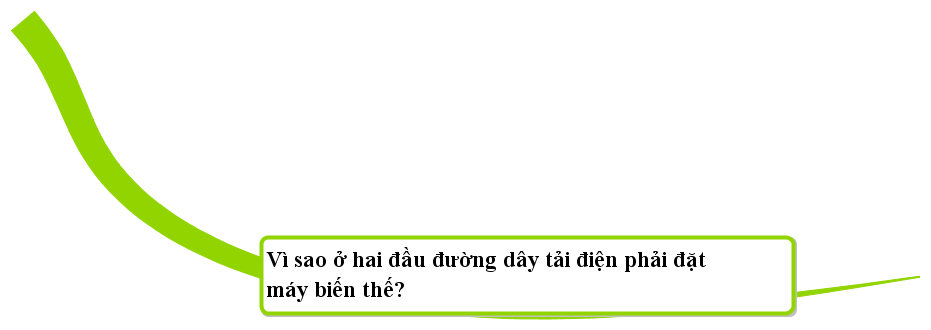 Vì sao ở hai đầu đường dây tải điện phải đặt
máy biến thế?